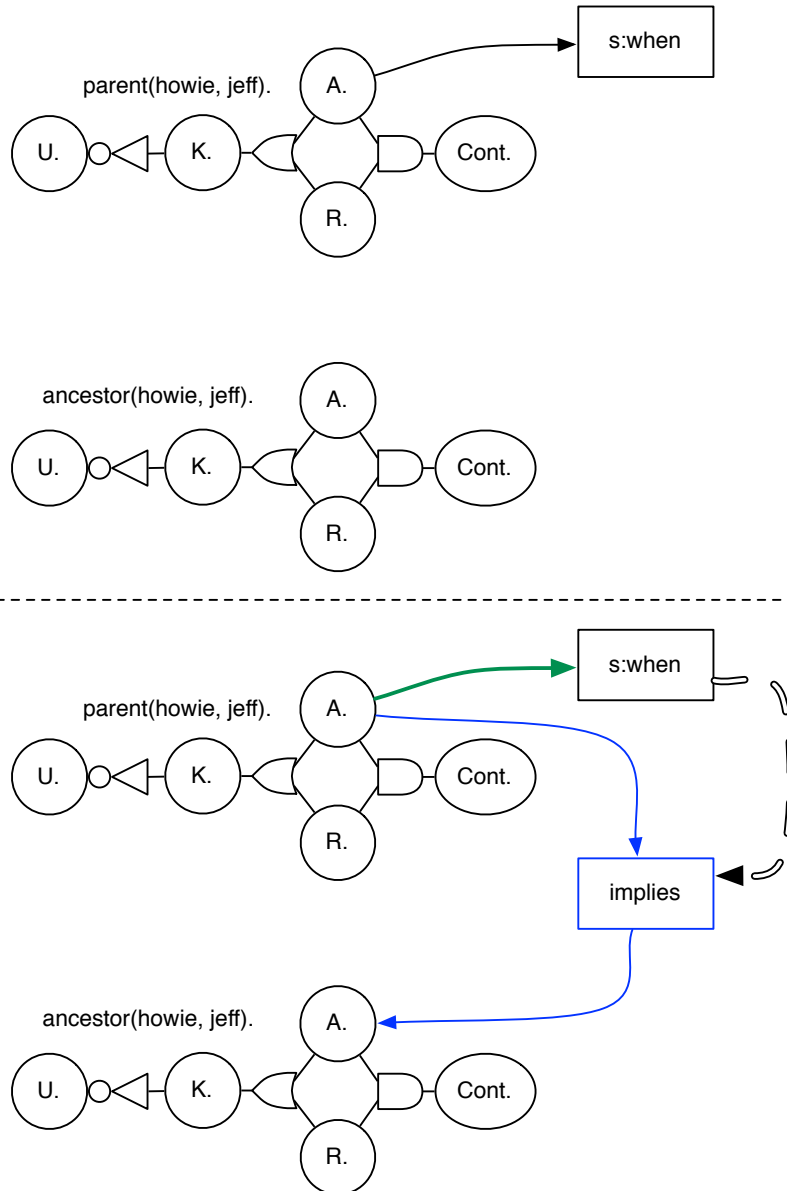 s:when
parent(howie, jeff).
A.
U.
K.
Cont.
R.
ancestor(howie, jeff).
A.
U.
K.
Cont.
R.
s:when
parent(howie, jeff).
A.
U.
K.
Cont.
R.
implies
ancestor(howie, jeff).
A.
U.
K.
Cont.
R.